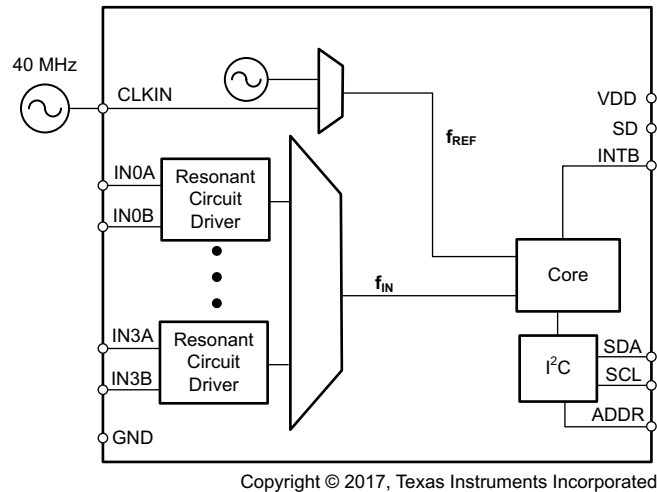 40 MHz
CLKIN
VDD
SD
INTB
fREF
IN0A
IN0B
Resonant
Circuit
Driver
Core
fIN
IN3A
IN3B
Resonant
Circuit
Driver
I²C
SDA
SCL
ADDR
GND
Copyright © 2017, Texas Instruments Incorporated